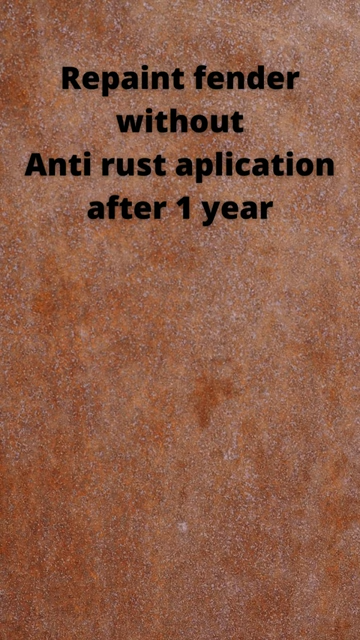 Repaint fender
without
Anti rust aplication
after 1 year